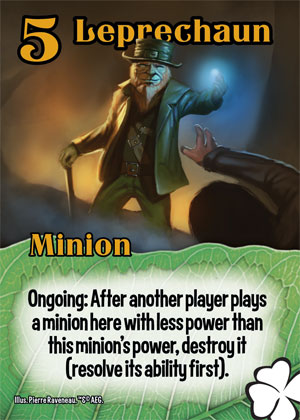 5 Leprechaun
Minion
Ongoing: After another player plays
a minion here with less power than
this minion's power, destroy it
(resolve its ability first).
Illus: Pierre Raveneau, ™© AEG.